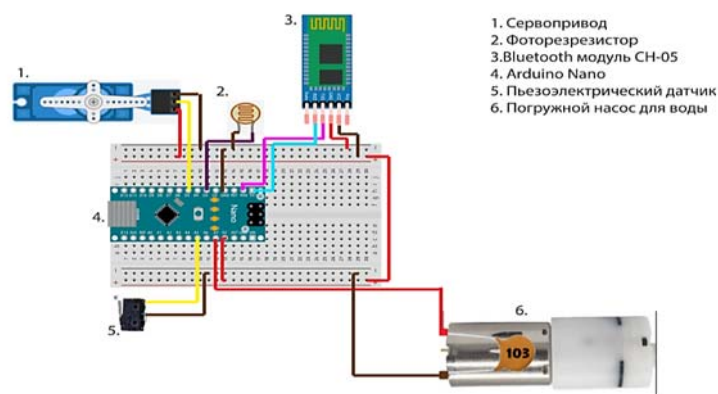 3.
1. Сервопривод
2. Фоторезрезистор
3.Bluetooth модуль CH-05
4. Arduino Nano
5. Пьезоэлектрический датчик
6. Погружной насос для воды
1.
2.
Nano
4.
5.
6.
103